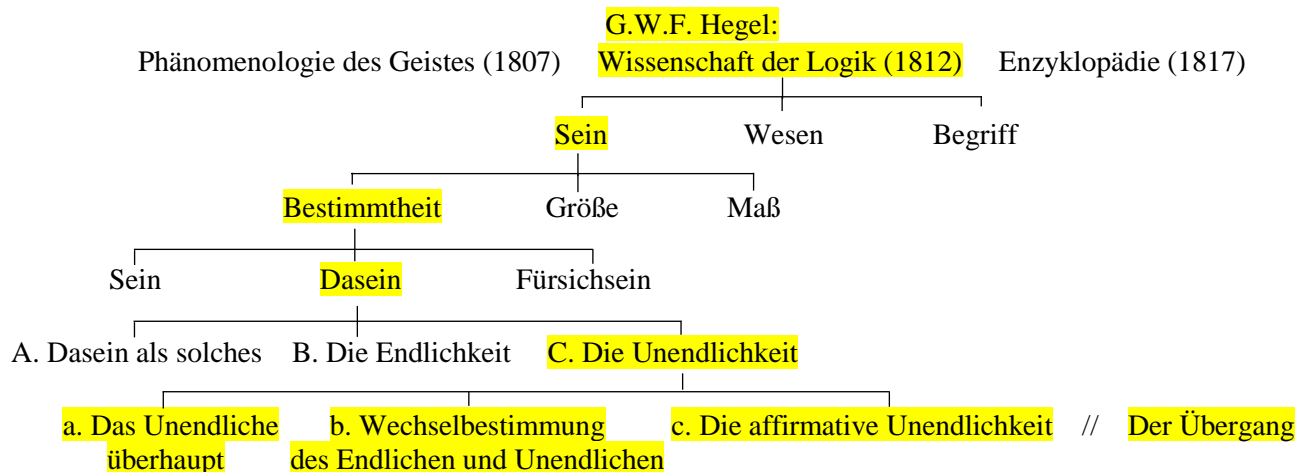 G.W.F. Hegel:
Phänomenologie des Geistes (1807) Wissenschaft der Logik (1812) Enzyklopädie (1817)
Sein Wesen Begriff
Bestimmtheit Größe Maß
Sein Dasein Fürsichsein
A. Dasein als solches B. Die Endlichkeit C. Die Unendlichkeit
a. Das Unendliche b. Wechselbestimmung c. Die affirmative Unendlichkeit // Der Übergang
überhaupt des Endlichen und Unendlichen